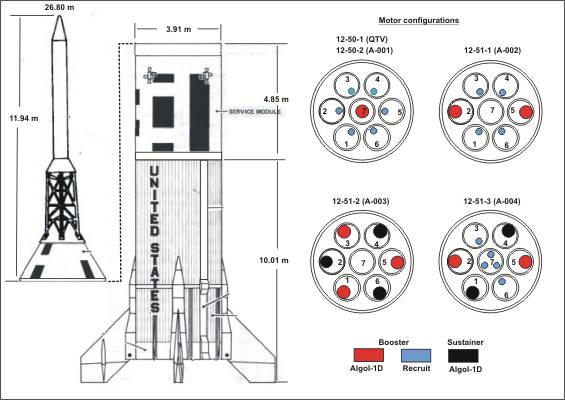 26.80 m
11.94 m
3.91 m
4.85 m
SERVICE MODULE
UNITED STATES
10.01 m
Motor configurations
12-50-1 (QTV)
12-50-2 (A-001)
3 4
2 7 5
1 6
12-51-1 (A-002)
3 4
2 7 5
1 6
12-51-2 (A-003)
3 4
2 7 5
1 6
12-51-3 (A-004)
3 4
2 7 5
1 6
Booster Sustainer
Algol-1D Recruit Algol-1D